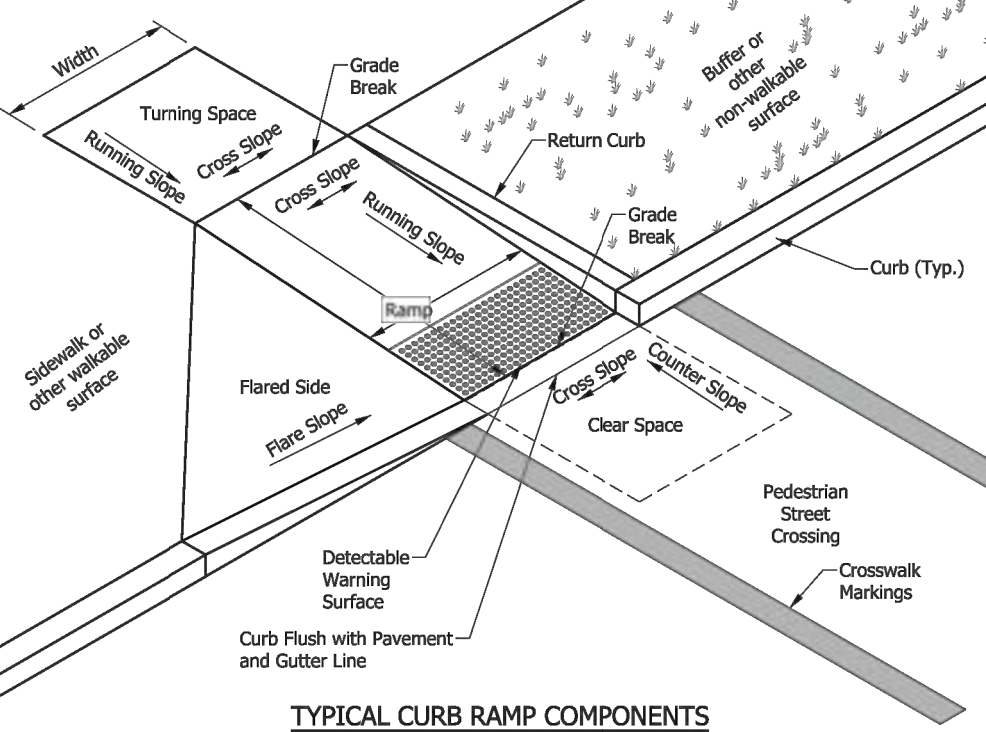 Width
Turning Space
Running Slope
Cross Slope
Grade
Break
Cross Slope
Running Slope
Return Curb
Buffer or
other
non-walkable
surface
Grade
Break
Curb (Typ.)
Ramp
Sidewalk or
other walkable
surface
Flared Side
Flare Slope
Cross Slope
Counter Slope
Clear Space
Pedestrian
Street
Crossing
Crosswalk
Markings
Detectable
Warning
Surface
Curb Flush with Pavement
and Gutter Line
TYPICAL CURB RAMP COMPONENTS